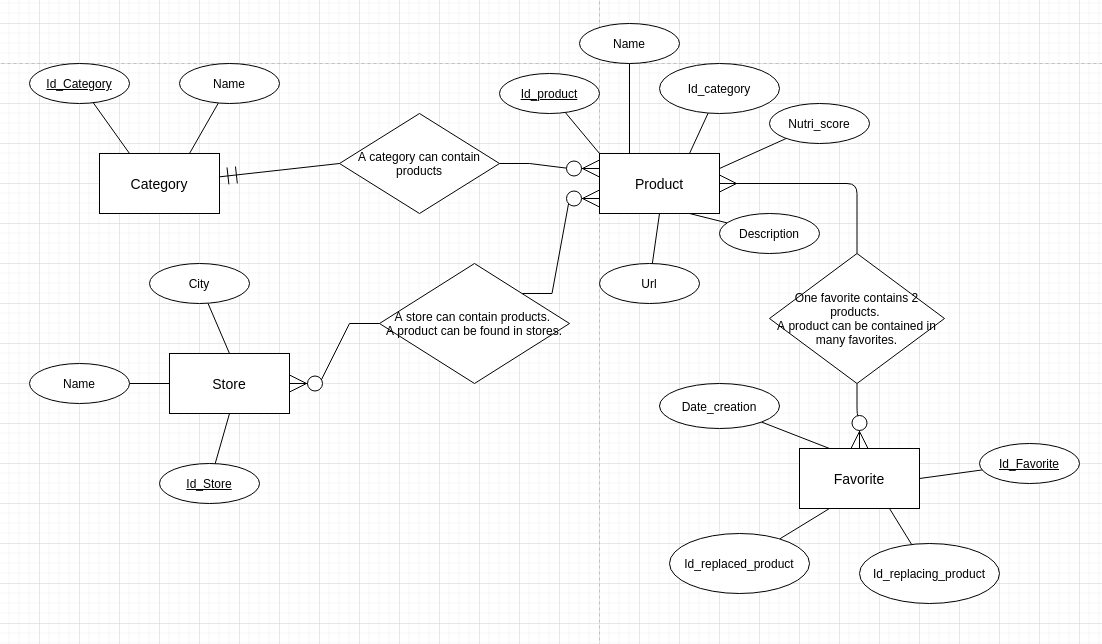 Name
Id_Category
Name
Id_product
Id_category
Nutri_score
A category can contain
products
Category
Product
Description
City
Url
A store can contain products.
A product can be found in stores.
One favorite contains 2
products.
A product can be contained in
many favorites.
Name
Store
Date_creation
Id_Store
Favorite
Id_Favorite
Id_replaced_product
Id_replacing_product